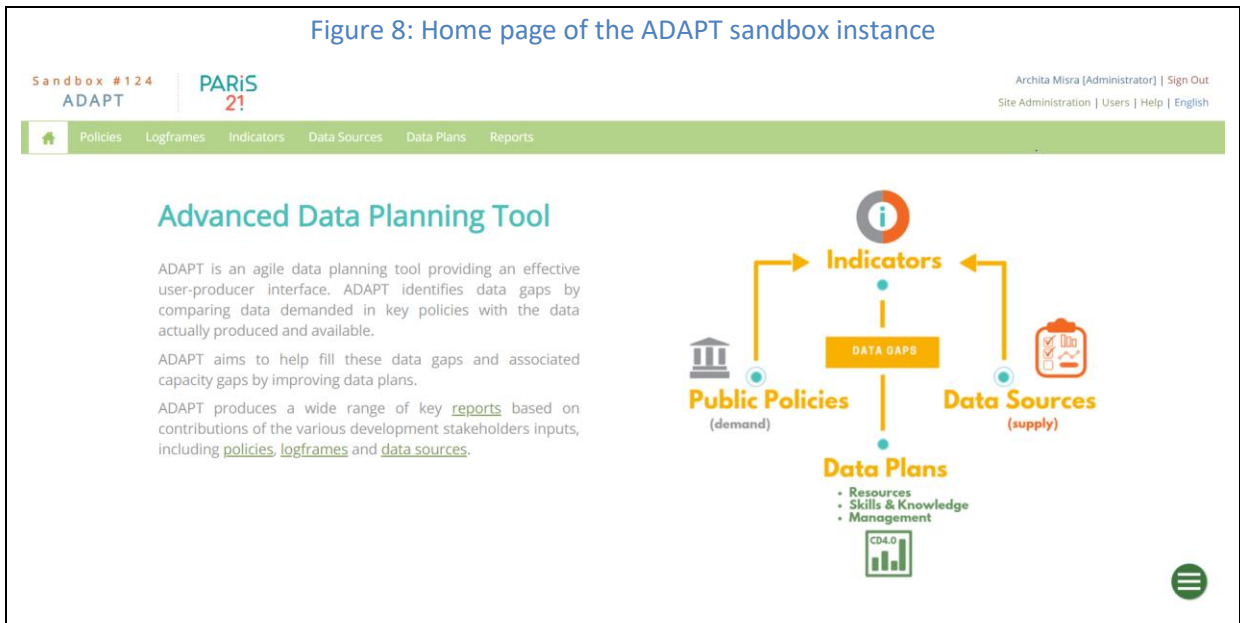 Figure 8: Home page of the ADAPT sandbox instance
Sandbox #124
ADAPT
PARiS
21
Archita Misra [Administrator] | Sign Out
Site Administration | Users | Help | English
Policies Logframes Indicators Data Sources Data Plans Reports
Advanced Data Planning Tool
ADAPT is an agile data planning tool providing an effective
user-producer interface. ADAPT identifies data gaps by
comparing data demanded in key policies with the data
actually produced and available.
ADAPT aims to help fill these data gaps and associated
capacity gaps by improving data plans.
ADAPT produces a wide range of key reports based on
contributions of the various development stakeholders inputs,
including policies, logframes and data sources.
i
Indicators
DATA GAPS
Public Policies
(demand)
Data Sources
(supply)
Data Plans
• Resources
• Skills & Knowledge
• Management
CD4.0